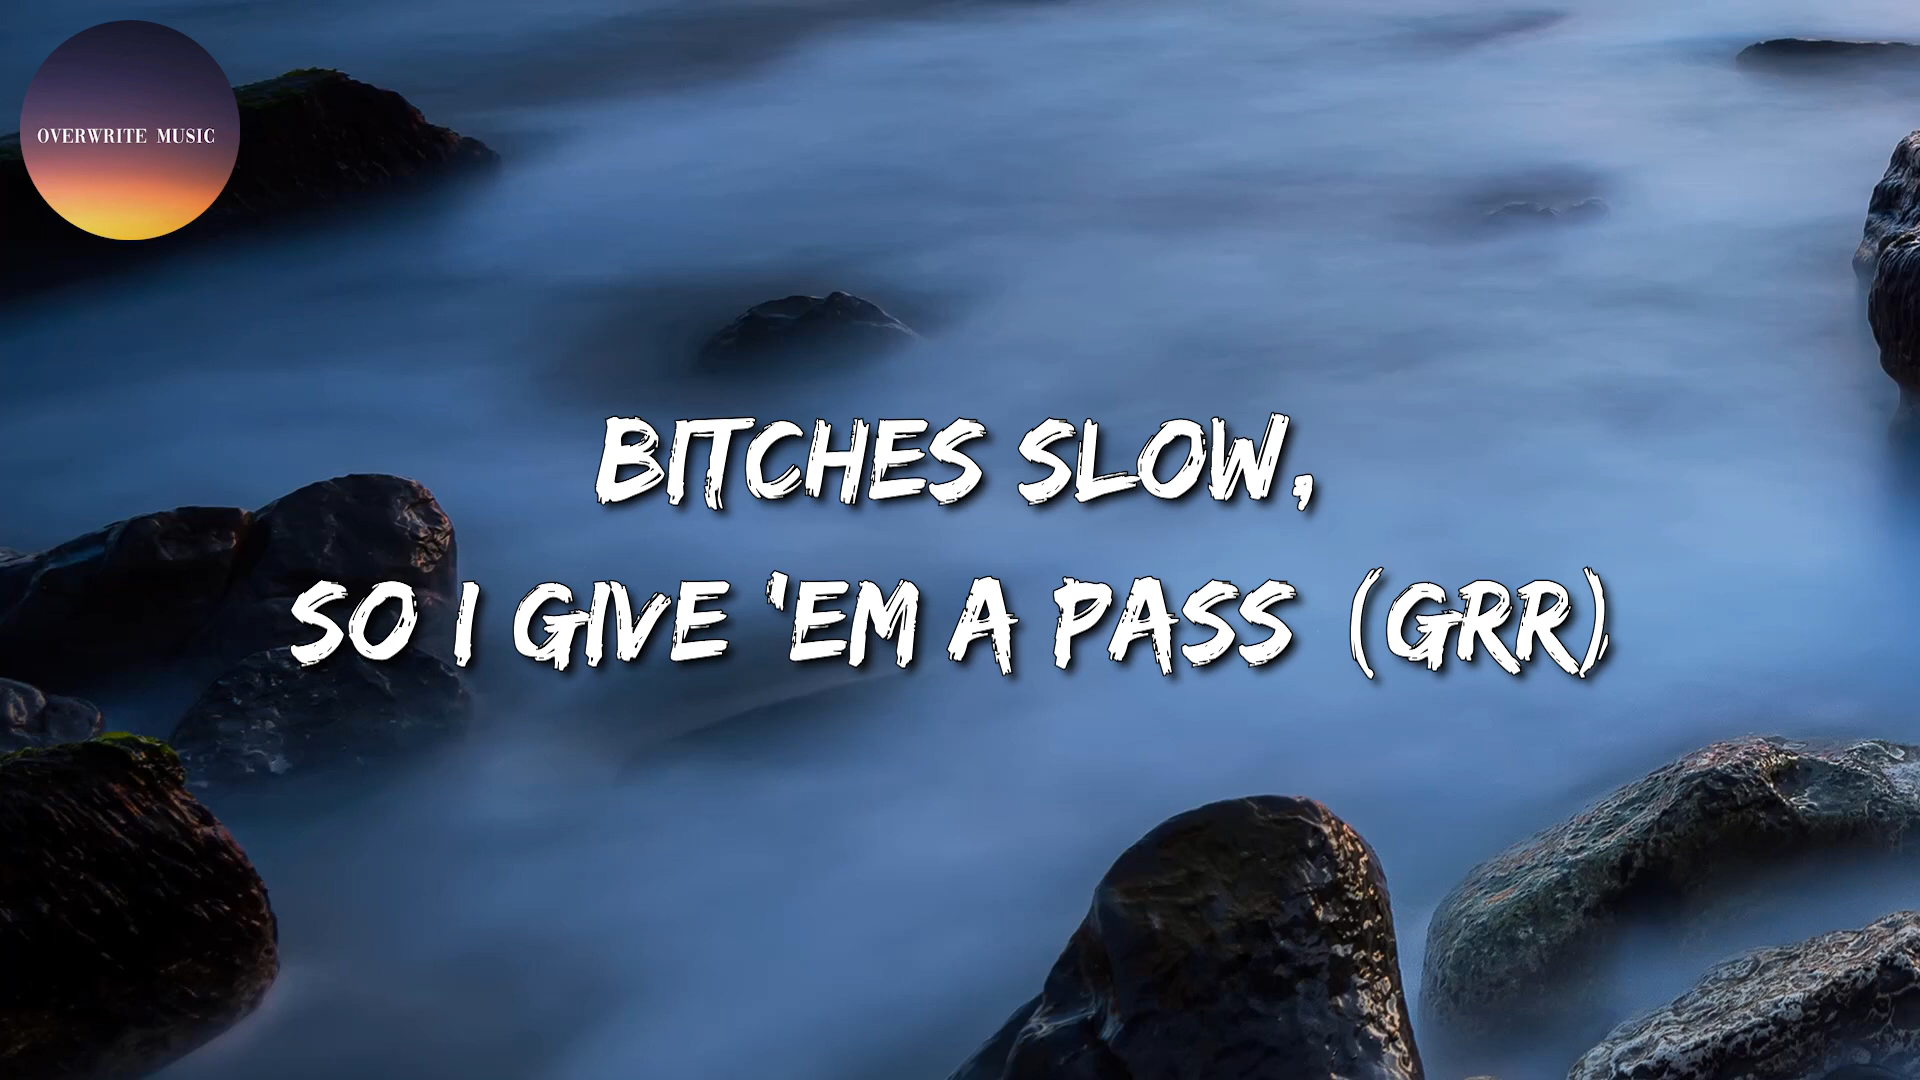 OVERWRITE MUSIC
BITCHES SLOW,
SO I GIVE 'EM A PASS (GRR)